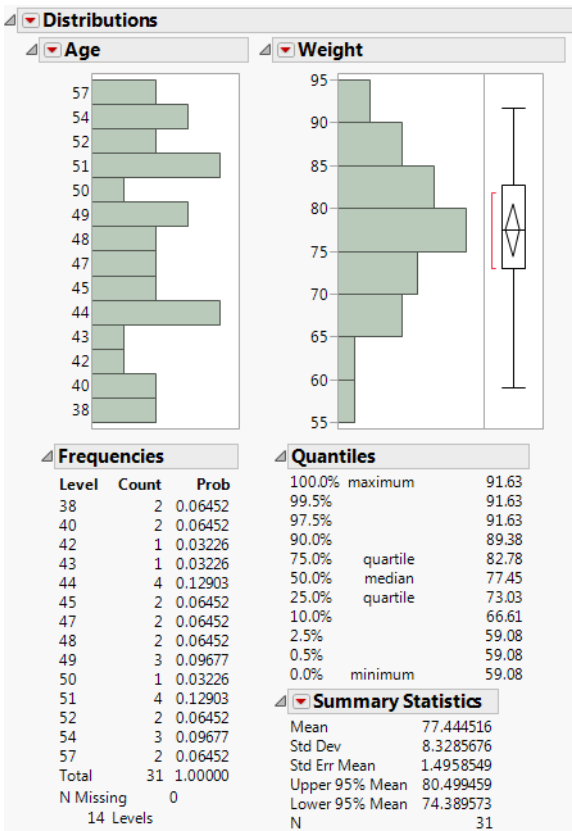 Distributions
Age
57
54
52
51
50
49
48
47
45
44
43
42
40
38
Frequencies
Level Count Prob
38 2 0.06452
40 2 0.06452
42 1 0.03226
43 1 0.03226
44 4 0.12903
45 2 0.06452
47 2 0.06452
48 2 0.06452
49 3 0.09677
50 1 0.03226
51 4 0.12903
52 2 0.06452
54 3 0.09677
57 2 0.06452
Total 31 1.00000
N Missing 0
14 Levels
Weight
95
90
85
80
75
70
65
60
55
Quantiles
100.0% maximum 91.63
99.5% 91.63
97.5% 91.63
90.0% 89.38
75.0% quartile 82.78
50.0% median 77.45
25.0% quartile 73.03
10.0% 66.61
2.5% 59.08
0.5% 59.08
0.0% minimum 59.08
Summary Statistics
Mean 77.444516
Std Dev 8.3285676
Std Err Mean 1.4958549
Upper 95% Mean 80.499459
Lower 95% Mean 74.389573
N 31